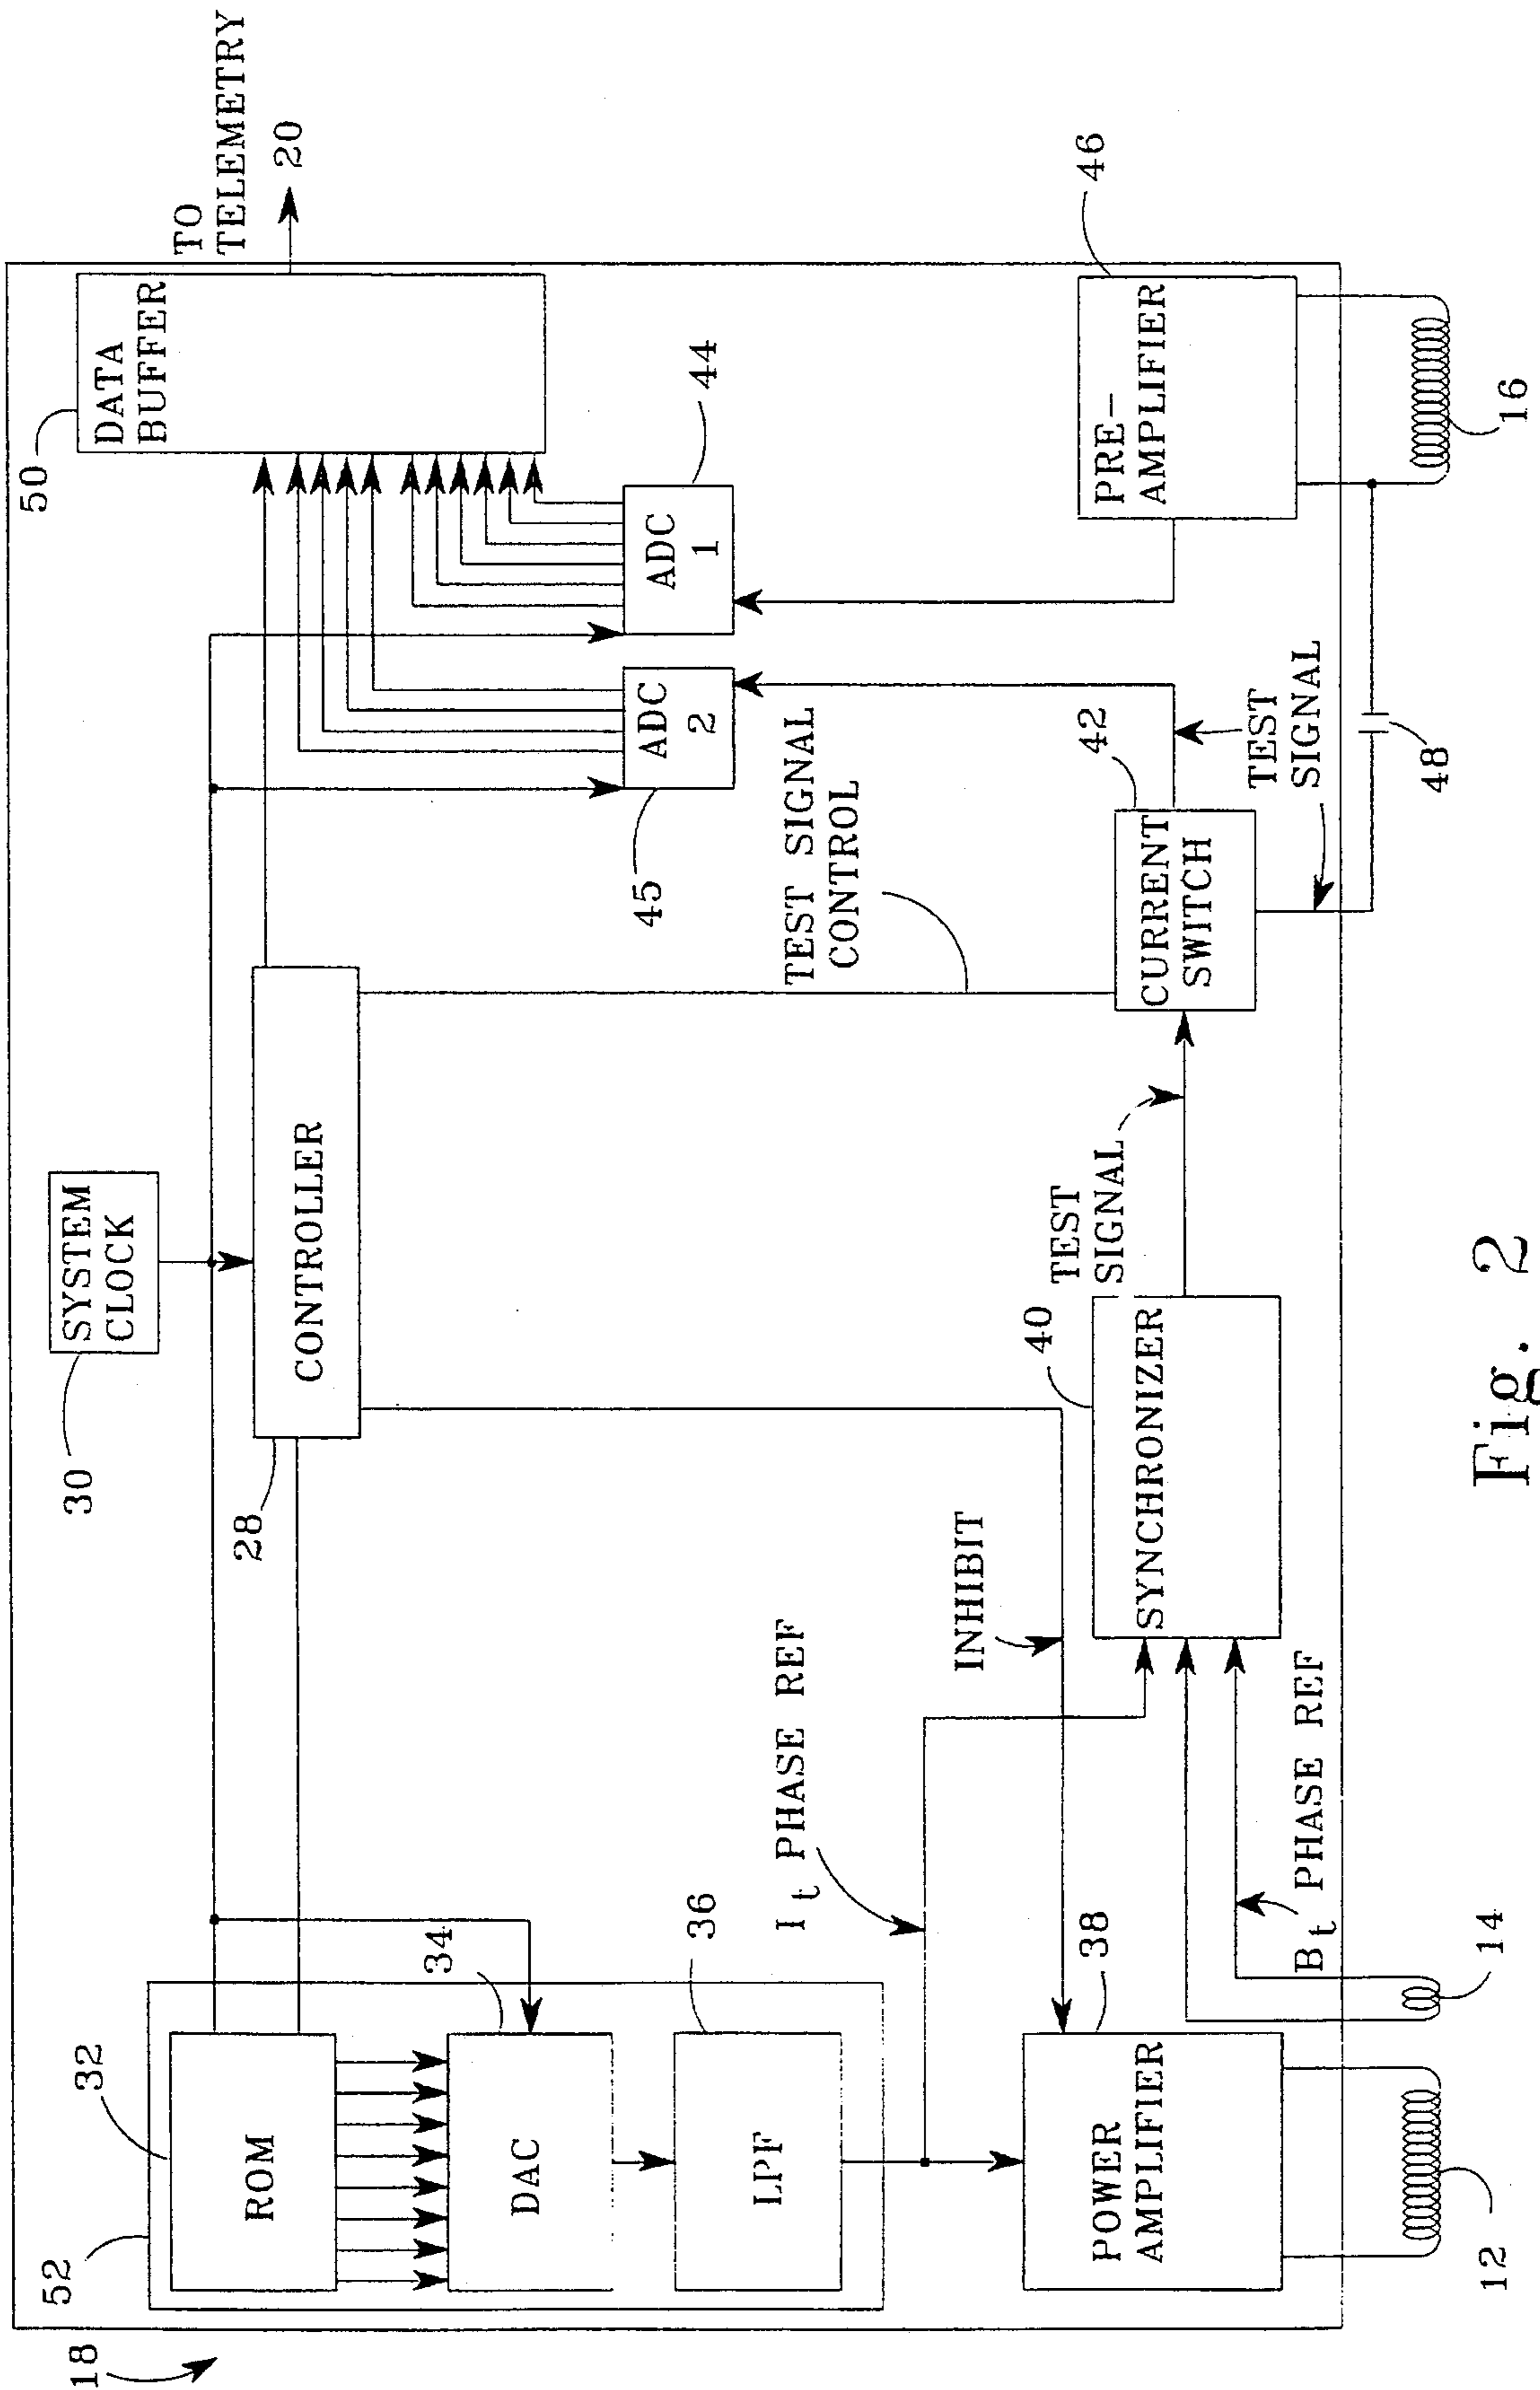 18
52
32
ROM
34
DAC
36
LPF
38
POWER
AMPLIFIER
12
14
I t PHASE REF
B t PHASE REF
INHIBIT
40
SYNCHRONIZER
TEST
SIGNAL
30
SYSTEM
CLOCK
28
CONTROLLER
TEST SIGNAL
CONTROL
42
CURRENT
SWITCH
TEST
SIGNAL
48
45
ADC
2
44
ADC
1
50
DATA
BUFFER
TO
TELEMETRY
20
46
PRE-
AMPLIFIER
16
Fig. 2